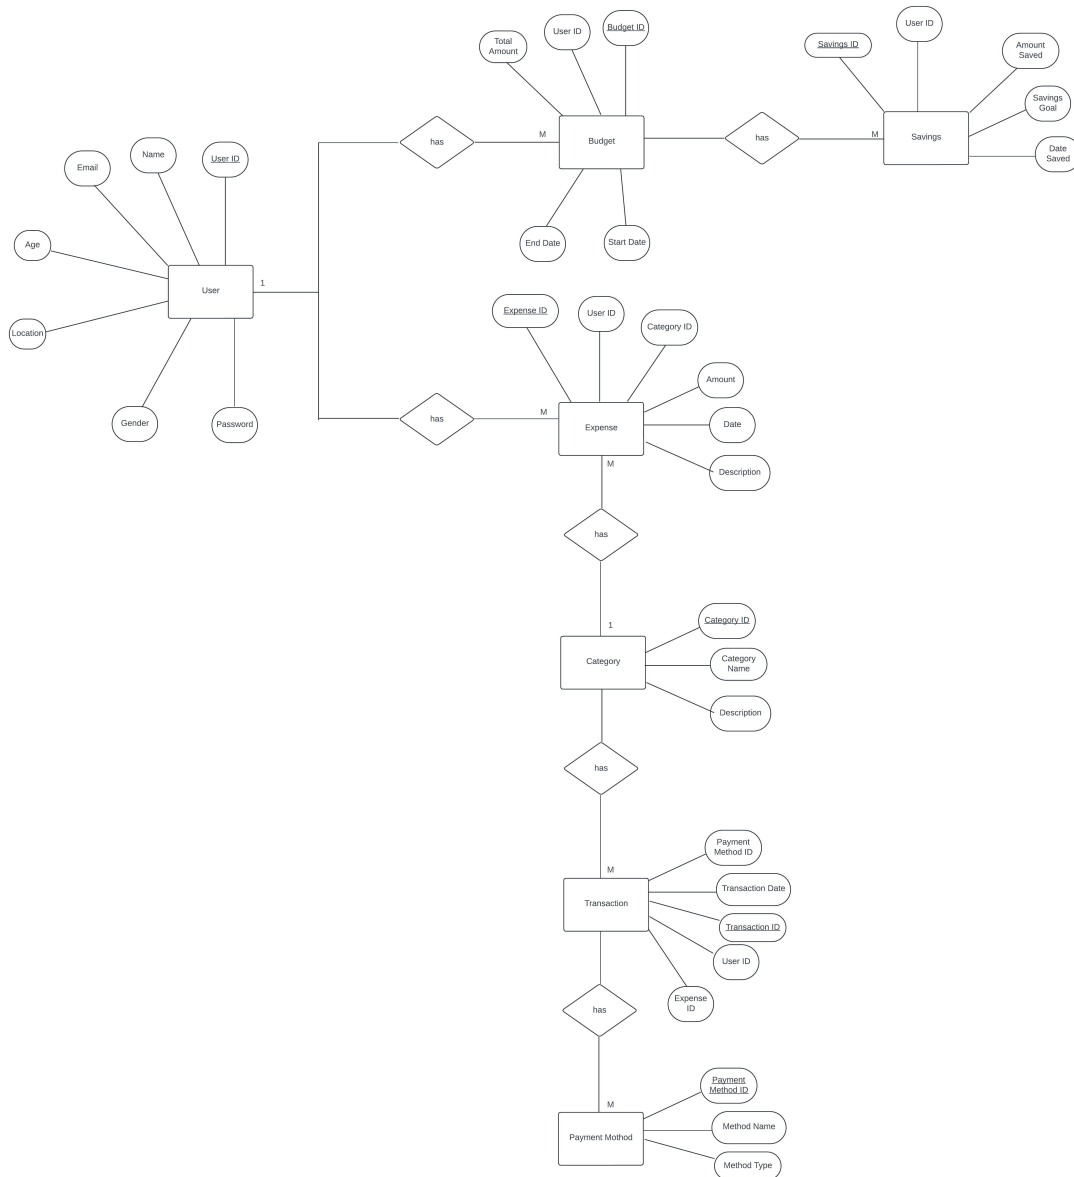 Total
Amount
User ID
Budget ID
Savings ID
User ID
Amount
Saved
Savings
Goal
Date
Saved
has
M
Budget
has
M
Savings
End Date
Start Date
Email
Name
User ID
Age
Location
User
1
Gender
Password
Expense ID
User ID
Category ID
Amount
Date
Description
has
M
Expense
M
has
1
Category
Category ID
Category
Name
Description
has
M
Transaction
Payment
Method ID
Transaction Date
Transaction ID
User ID
Expense
ID
has
M
Payment Mothod
Payment
Method ID
Method Name
Method Type